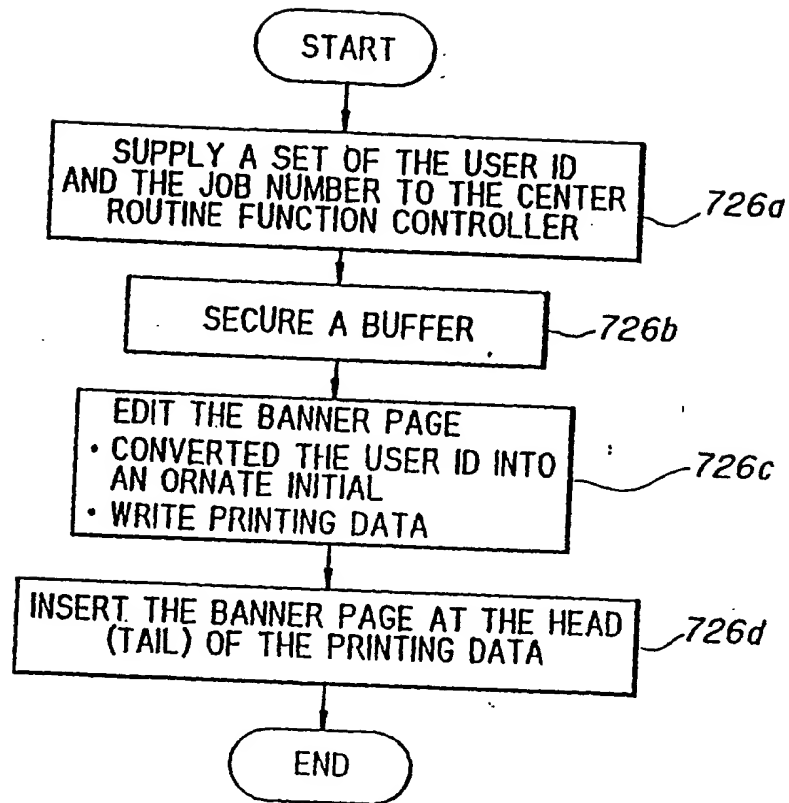 START
SUPPLY A SET OF THE USER ID
AND THE JOB NUMBER TO THE CENTER
ROUTINE FUNCTION CONTROLLER
726a
SECURE A BUFFER
726b
EDIT THE BANNER PAGE
• CONVERTED THE USER ID INTO
AN ORNATE INITIAL
• WRITE PRINTING DATA
726c
INSERT THE BANNER PAGE AT THE HEAD
(TAIL) OF THE PRINTING DATA
726d
END